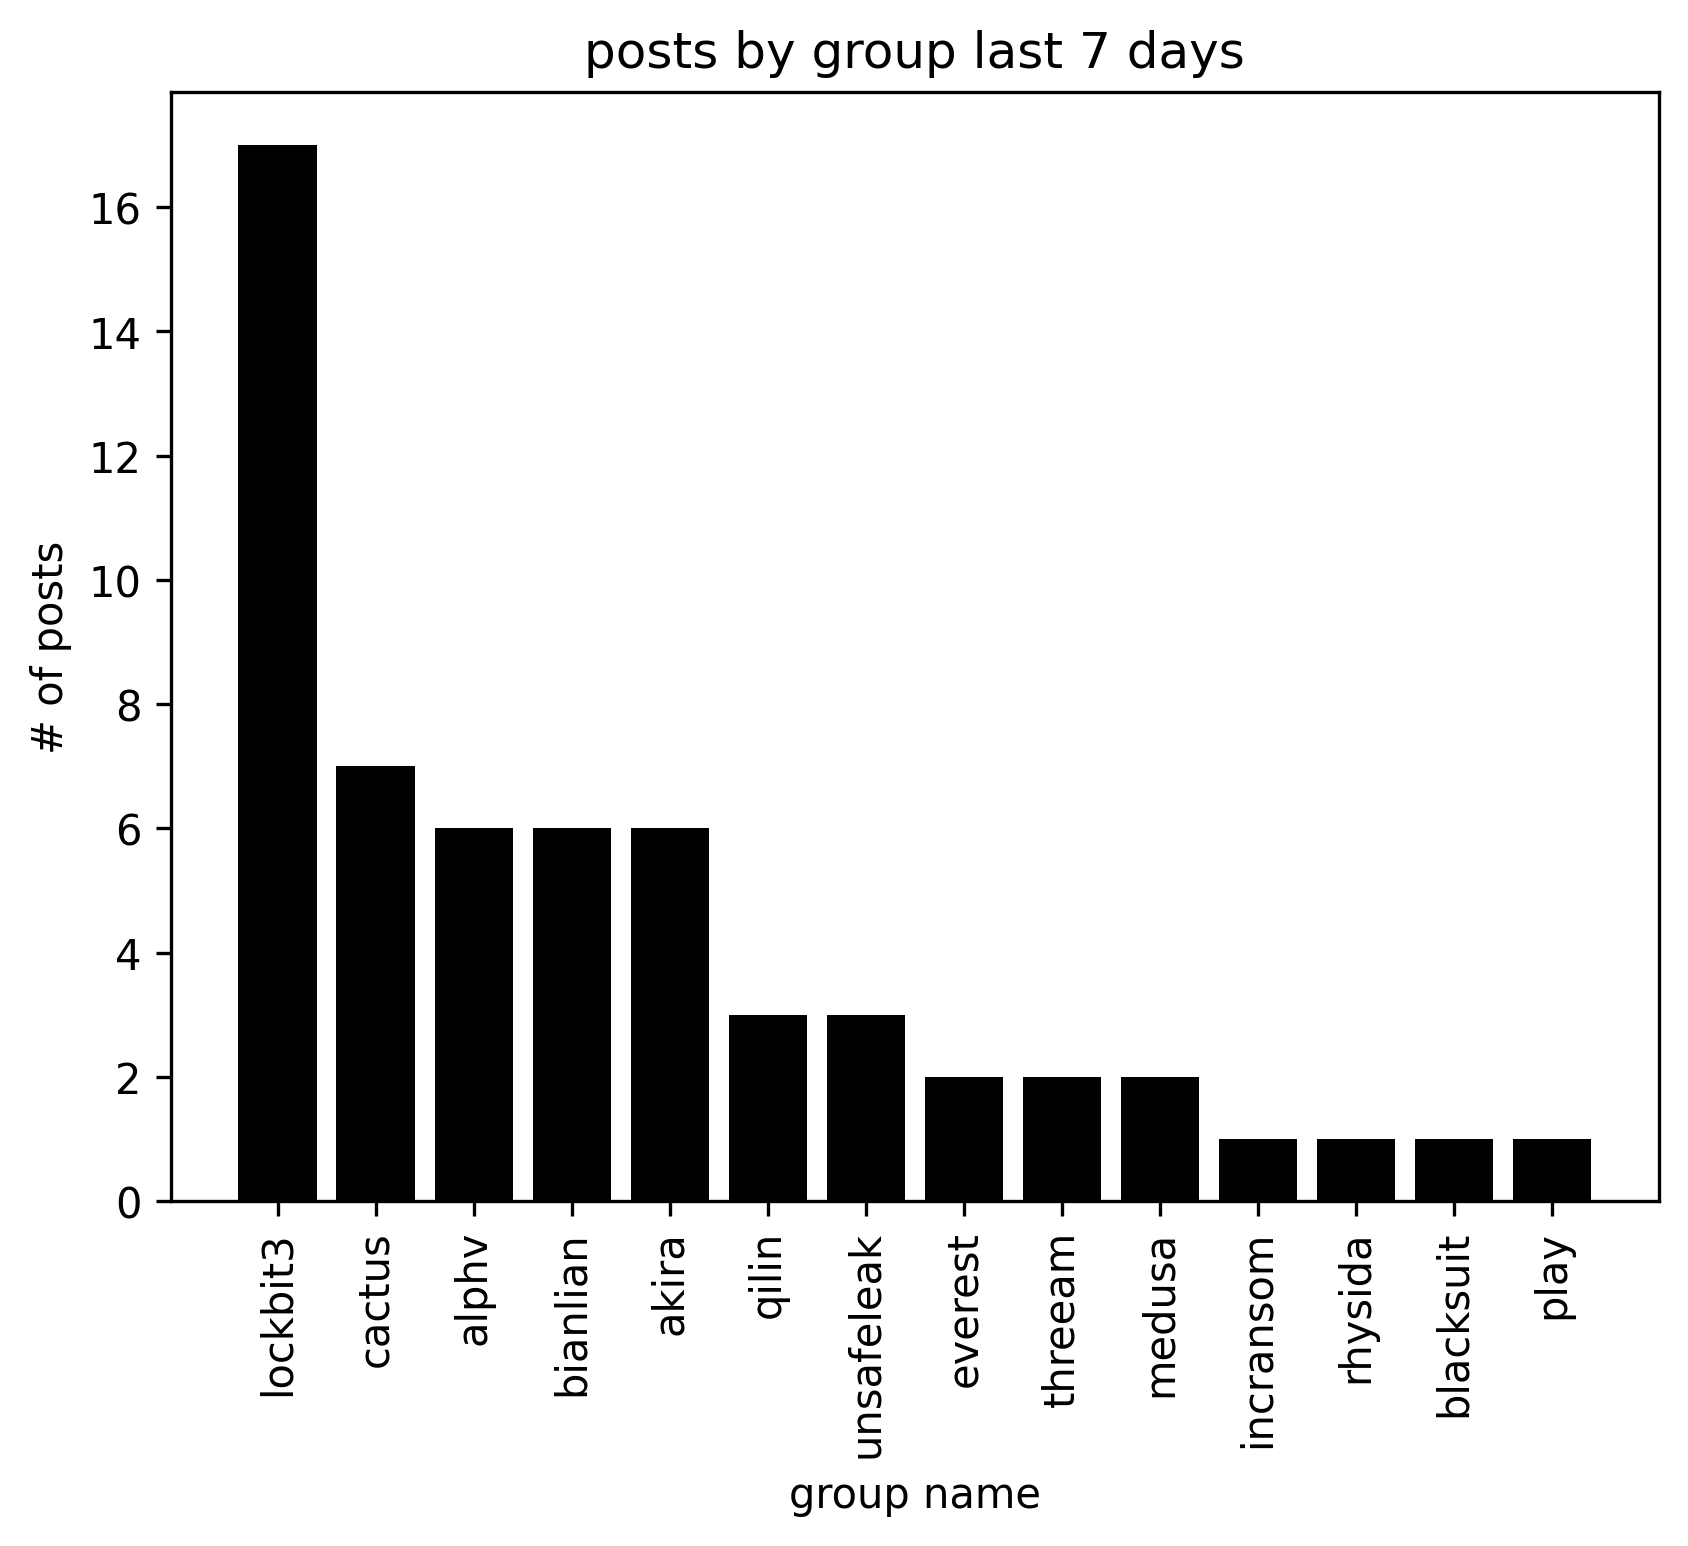 posts by group last 7 days
# of posts
16
14
12
10
8
6
4
2
0
lockbit3
cactus
alphv
bianlian
akira
qilin
unsafeleak
everest
threeam
medusa
incransom
rhysida
blacksuit
play
group name